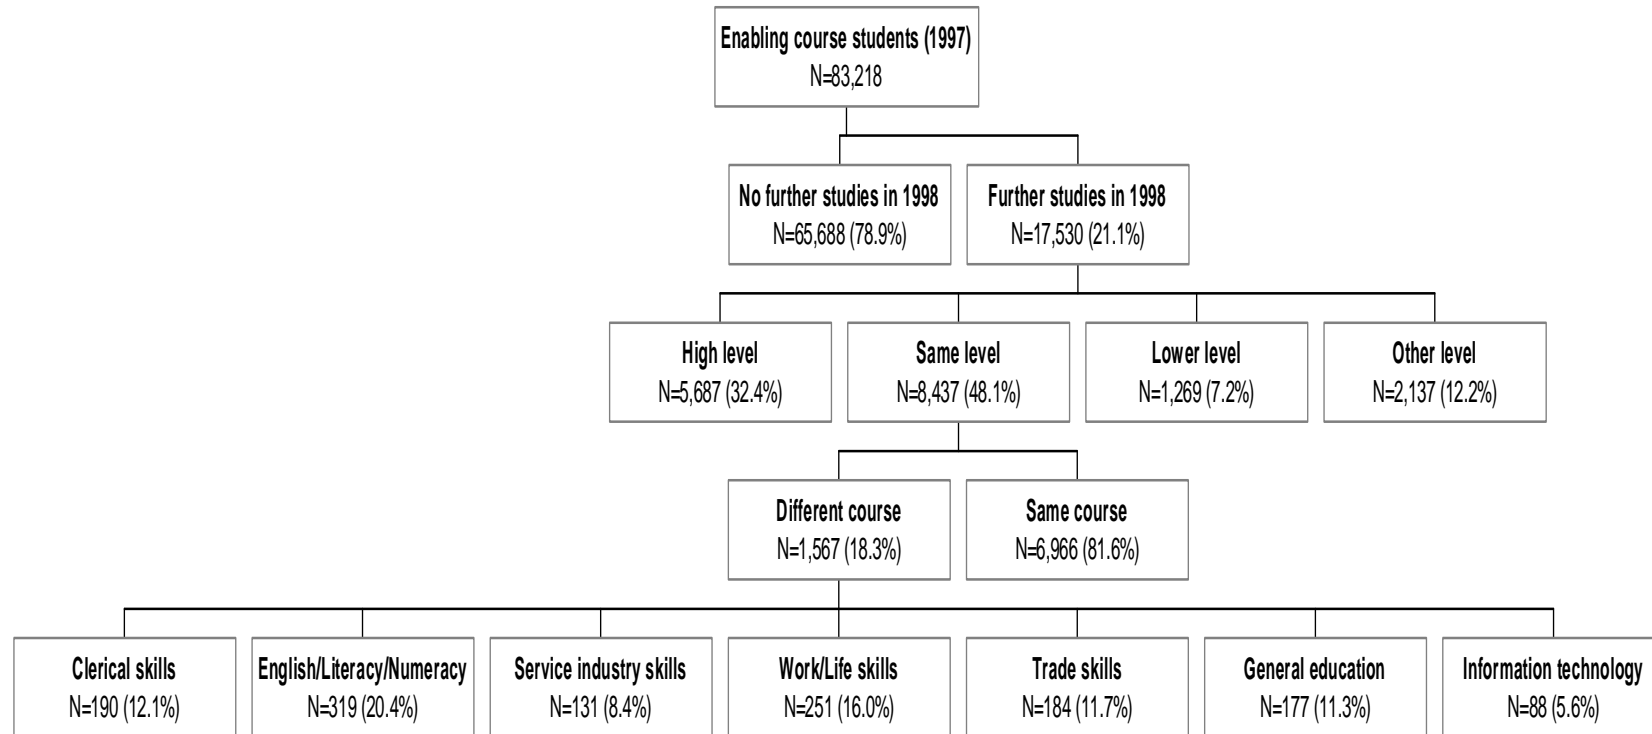 Enabling course students (1997)
N=83,218
No further studies in 1998
N=65,688 (78.9%)
Further studies in 1998
N=17,530 (21.1%)
High level
N=5,687 (32.4%)
Same level
N=8,437 (48.1%)
Lower level
N=1,269 (7.2%)
Other level
N=2,137 (12.2%)
Different course
N=1,567 (18.3%)
Same course
N=6,966 (81.6%)
Clerical skills
N=190 (12.1%)
English/Literacy/Numeracy
N=319 (20.4%)
Service industry skills
N=131 (8.4%)
Work/Life skills
N=251 (16.0%)
Trade skills
N=184 (11.7%)
General education
N=177 (11.3%)
Information technology
N=88 (5.6%)